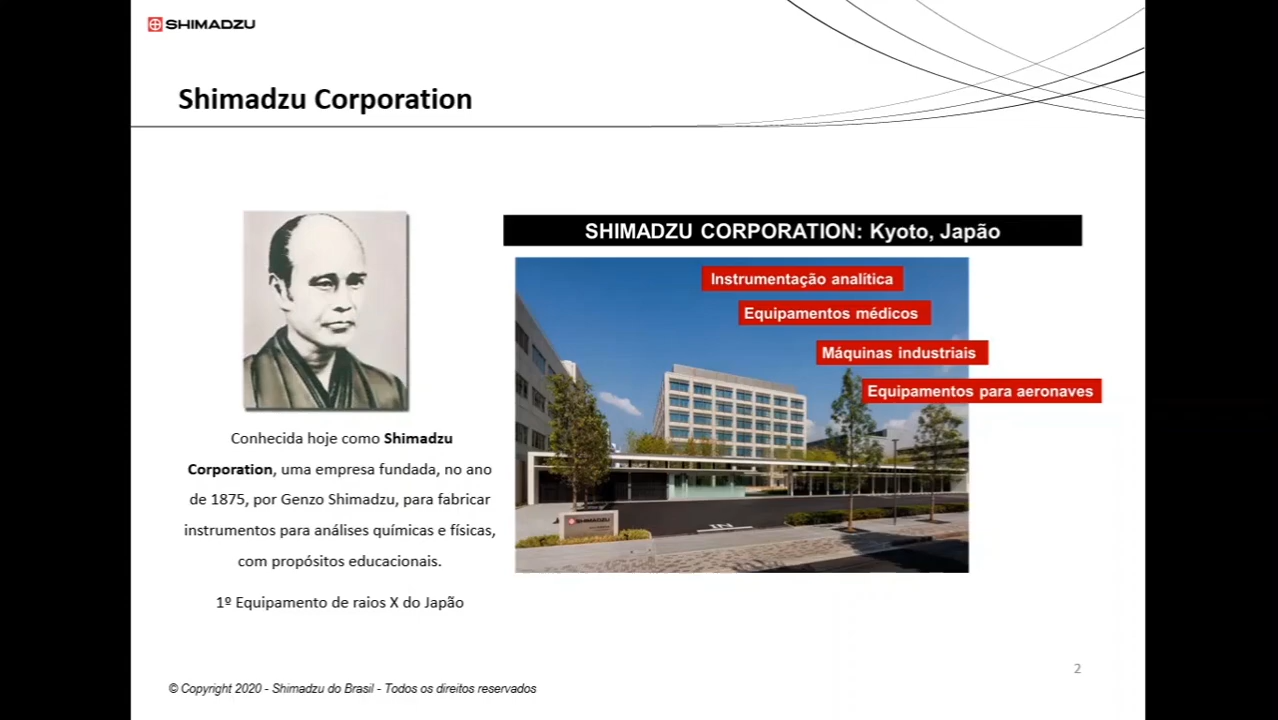 SHIMADZU
Shimadzu Corporation
Conhecida hoje como Shimadzu
Corporation, uma empresa fundada, no ano
de 1875, por Genzo Shimadzu, para fabricar
instrumentos para análises químicas e físicas,
com propósitos educacionais.
1º Equipamento de raios X do Japão
SHIMADZU CORPORATION: Kyoto, Japão
Instrumentação analítica
Equipamentos médicos
Máquinas industriais
Equipamentos para aeronaves
SHIMADZU
IN
2
© Copyright 2020 - Shimadzu do Brasil - Todos os direitos reservados